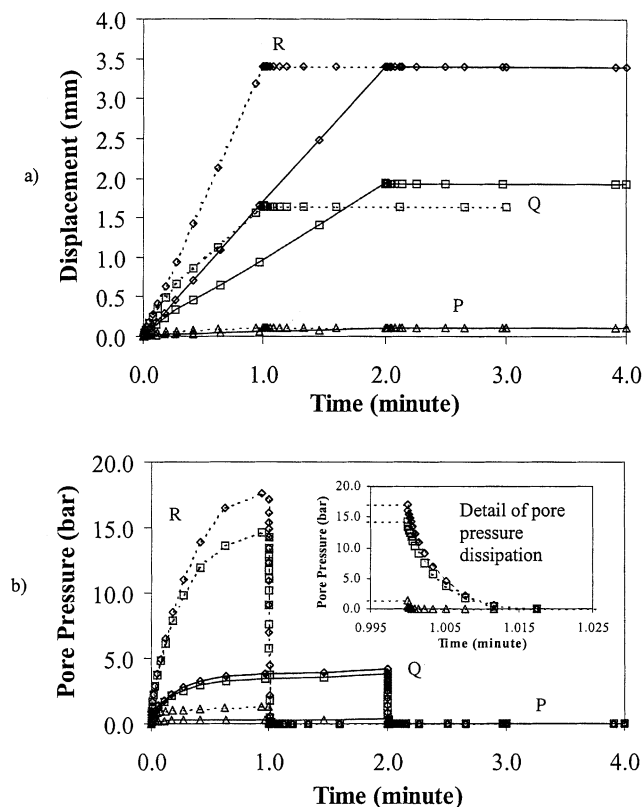 a)
Displacement (mm)
4.0
3.5
3.0
2.5
2.0
1.5
1.0
0.5
0.0
R
Q
P
0.0 1.0 2.0 3.0 4.0
Time (minute)
b)
Pore Pressure (bar)
20.0
15.0
10.0
5.0
0.0
R
Q
P
Pore Pressure (bar)
20.0
15.0
10.0
5.0
0.0
Detail of pore
pressure
dissipation
0.995 1.005 1.015 1.025
Time (minute)
0.0 1.0 2.0 3.0 4.0
Time (minute)